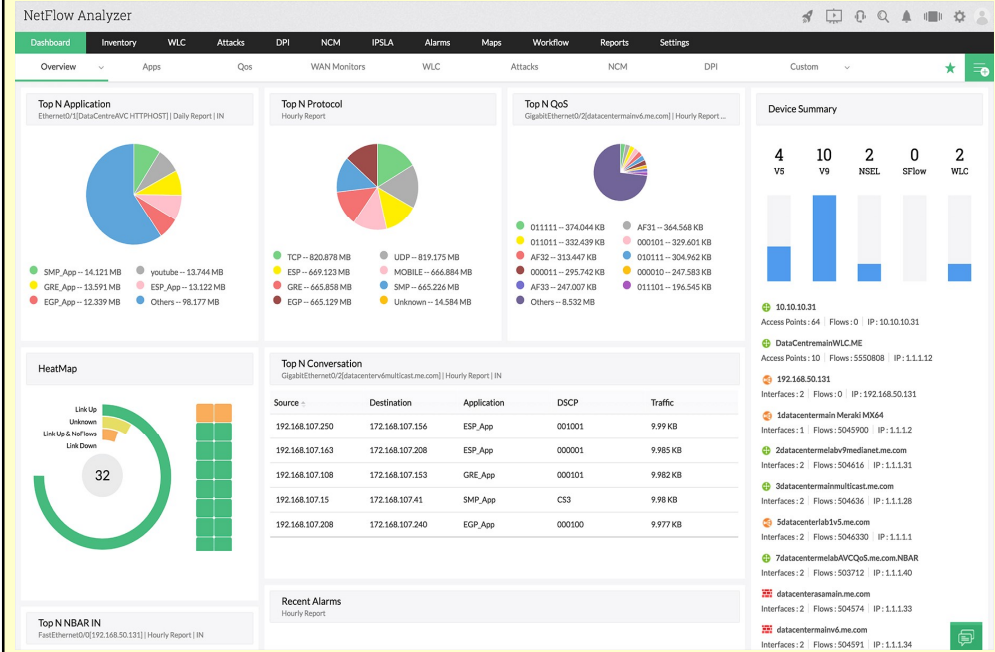 NetFlow Analyzer
Dashboard Inventory WLC Attacks DPI NCM IPSLA Alarms Maps Workflow Reports Settings
Overview Apps Qos WAN Monitors WLC Attacks NCM DPI Custom
Top N Application
Ethernet0/1[DataCentreAVC HTTPHOST] | Daily Report | IN
SMP_App -- 14.121 MB youtube -- 13.744 MB
GRE_App -- 13.591 MB ESP_App -- 13.122 MB
EGP_App -- 12.339 MB Others -- 98.177 MB
Top N Protocol
Hourly Report
TCP -- 820.878 MB UDP -- 819.175 MB
ESP -- 669.123 MB MOBILE -- 666.884 MB
GRE -- 665.858 MB SMP -- 665.226 MB
EGP -- 665.129 MB Unknown -- 14.584 MB
Top N QoS
GigabitEthernet0/2[datacentermainv6.me.com] | Hourly Report ...
011111 -- 374.044 KB AF31 -- 364.568 KB
011011 -- 332.439 KB 000101 -- 329.601 KB
AF32 -- 313.447 KB 010111 -- 304.962 KB
000011 -- 295.742 KB 000010 -- 247.583 KB
AF33 -- 247.007 KB 011101 -- 196.545 KB
Others -- 8.532 MB
Device Summary
4 10 2 0 2
V5 V9 NSEL SFlow WLC
10.10.10.31
Access Points : 64 | Flows : 0 | IP : 10.10.10.31
DataCentremainWLC.ME
Access Points : 10 | Flows : 5550808 | IP : 1.1.1.12
192.168.50.131
Interfaces : 2 | Flows : 0 | IP : 192.168.50.131
1datacentermain Meraki MX64
Interfaces : 1 | Flows : 5045900 | IP : 1.1.1.2
2datacentermelabv9medianet.me.com
Interfaces : 2 | Flows : 504616 | IP : 1.1.1.31
3datacentermainmulticast.me.com
Interfaces : 2 | Flows : 504636 | IP : 1.1.1.28
5datacenterlab1v5.me.com
Interfaces : 2 | Flows : 5046330 | IP : 1.1.1.1
7datacentermelabAVCQoS.me.com.NBAR
Interfaces : 2 | Flows : 503712 | IP : 1.1.1.40
datacenterasamain.me.com
Interfaces : 2 | Flows : 504574 | IP : 1.1.1.33
datacentermainv6.me.com
Interfaces : 2 | Flows : 504591 | IP : 1.1.1.34
HeatMap
Link Up
Unknown
Link Up & NoFlows
Link Down
32
Top N Conversation
GigabitEthernet0/2[datacenterv6multicast.me.com] | Hourly Report | IN
Source Destination Application DSCP Traffic
192.168.107.250 172.168.107.156 ESP_App 001001 9.99 KB
192.168.107.163 172.168.107.208 ESP_App 000001 9.985 KB
192.168.107.108 172.168.107.153 GRE_App 000101 9.982 KB
192.168.107.15 172.168.107.41 SMP_App CS3 9.98 KB
192.168.107.208 172.168.107.240 EGP_App 000100 9.977 KB
Top N NBAR IN
FastEthernet0/0[192.168.50.131] | Hourly Report | IN
Recent Alarms
Hourly Report